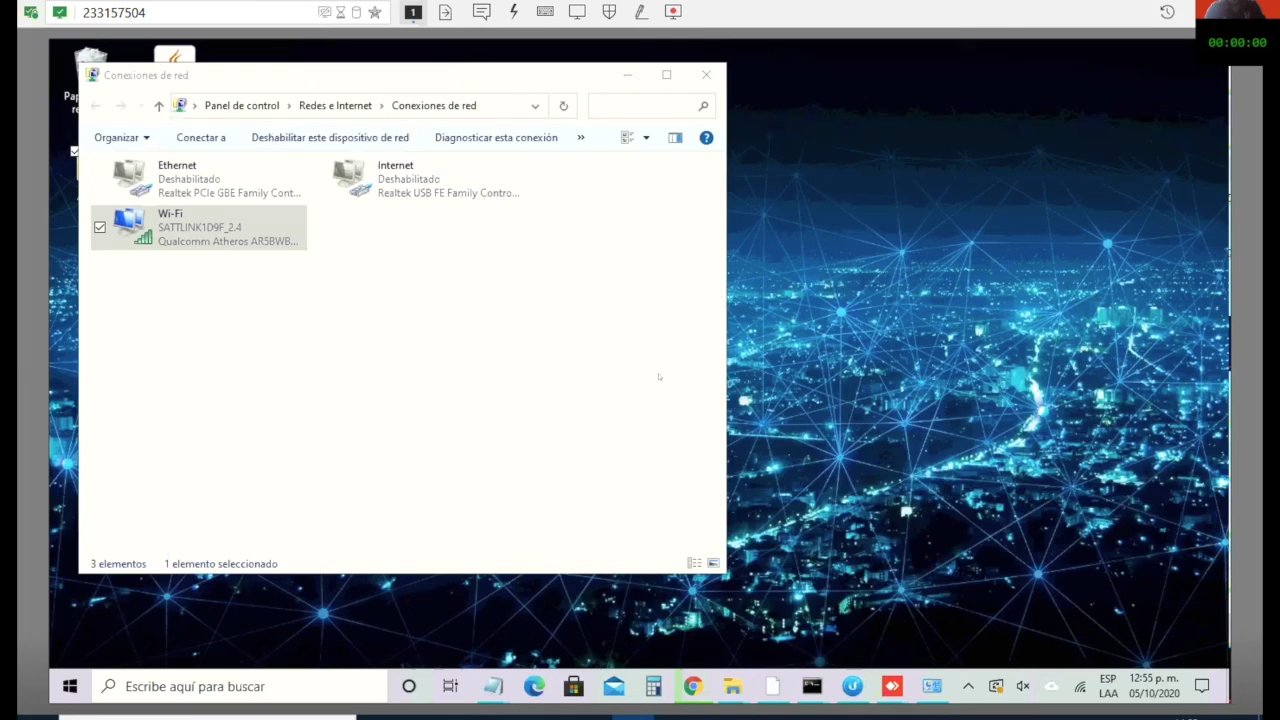 233157504
1
00:00:00
Conexiones de red
Panel de control
Redes e Internet
Conexiones de red
Organizar
Conectar a
Deshabilitar este dispositivo de red
Diagnosticar esta conexión
»
Ethernet
Deshabilitado
Realtek PCIe GBE Family Cont...
Internet
Deshabilitado
Realtek USB FE Family Contro...
Wi-Fi
SATTLINK1D9F_2.4
Qualcomm Atheros AR5BWB...
3 elementos
1 elemento seleccionado
Escribe aquí para buscar
ESP
LAA
12:55 p. m.
05/10/2020